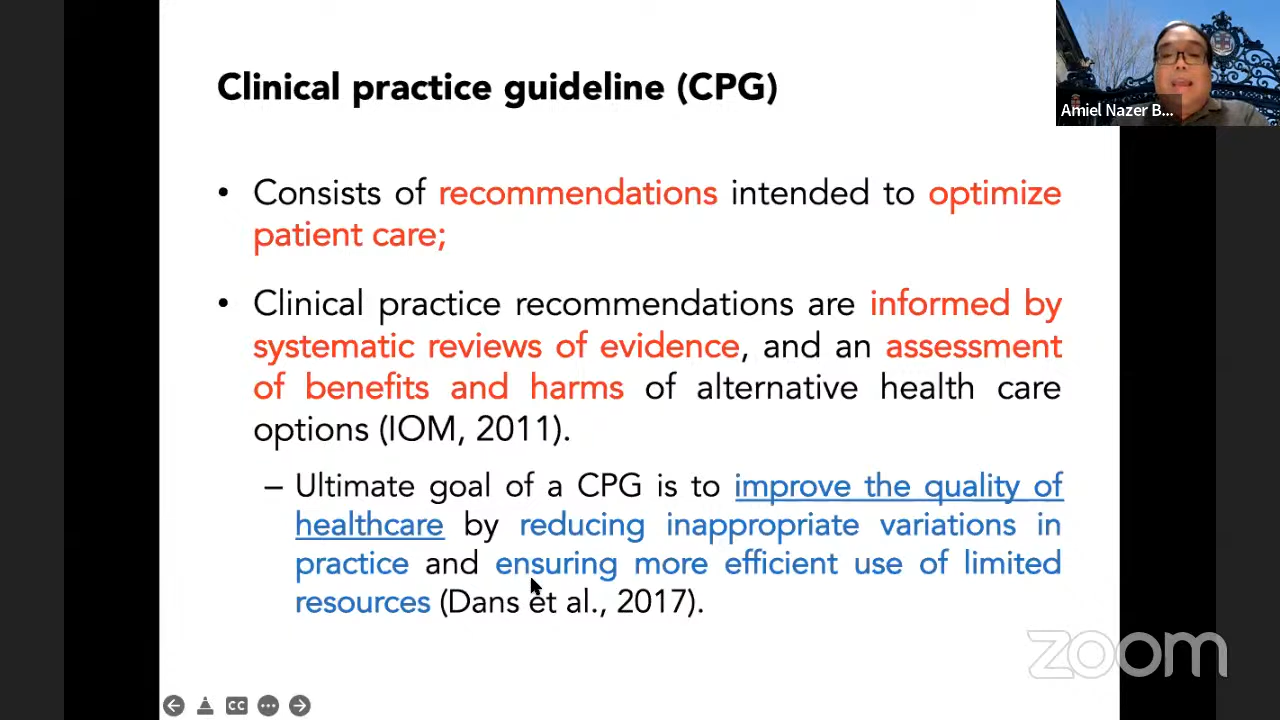 Clinical practice guideline (CPG)
Amiel Nazer B...
• Consists of recommendations intended to optimize
patient care;
• Clinical practice recommendations are informed by
systematic reviews of evidence, and an assessment
of benefits and harms of alternative health care
options (IOM, 2011).
– Ultimate goal of a CPG is to improve the quality of
healthcare by reducing inappropriate variations in
practice and ensuring more efficient use of limited
resources (Dans et al., 2017).
zoom
CC